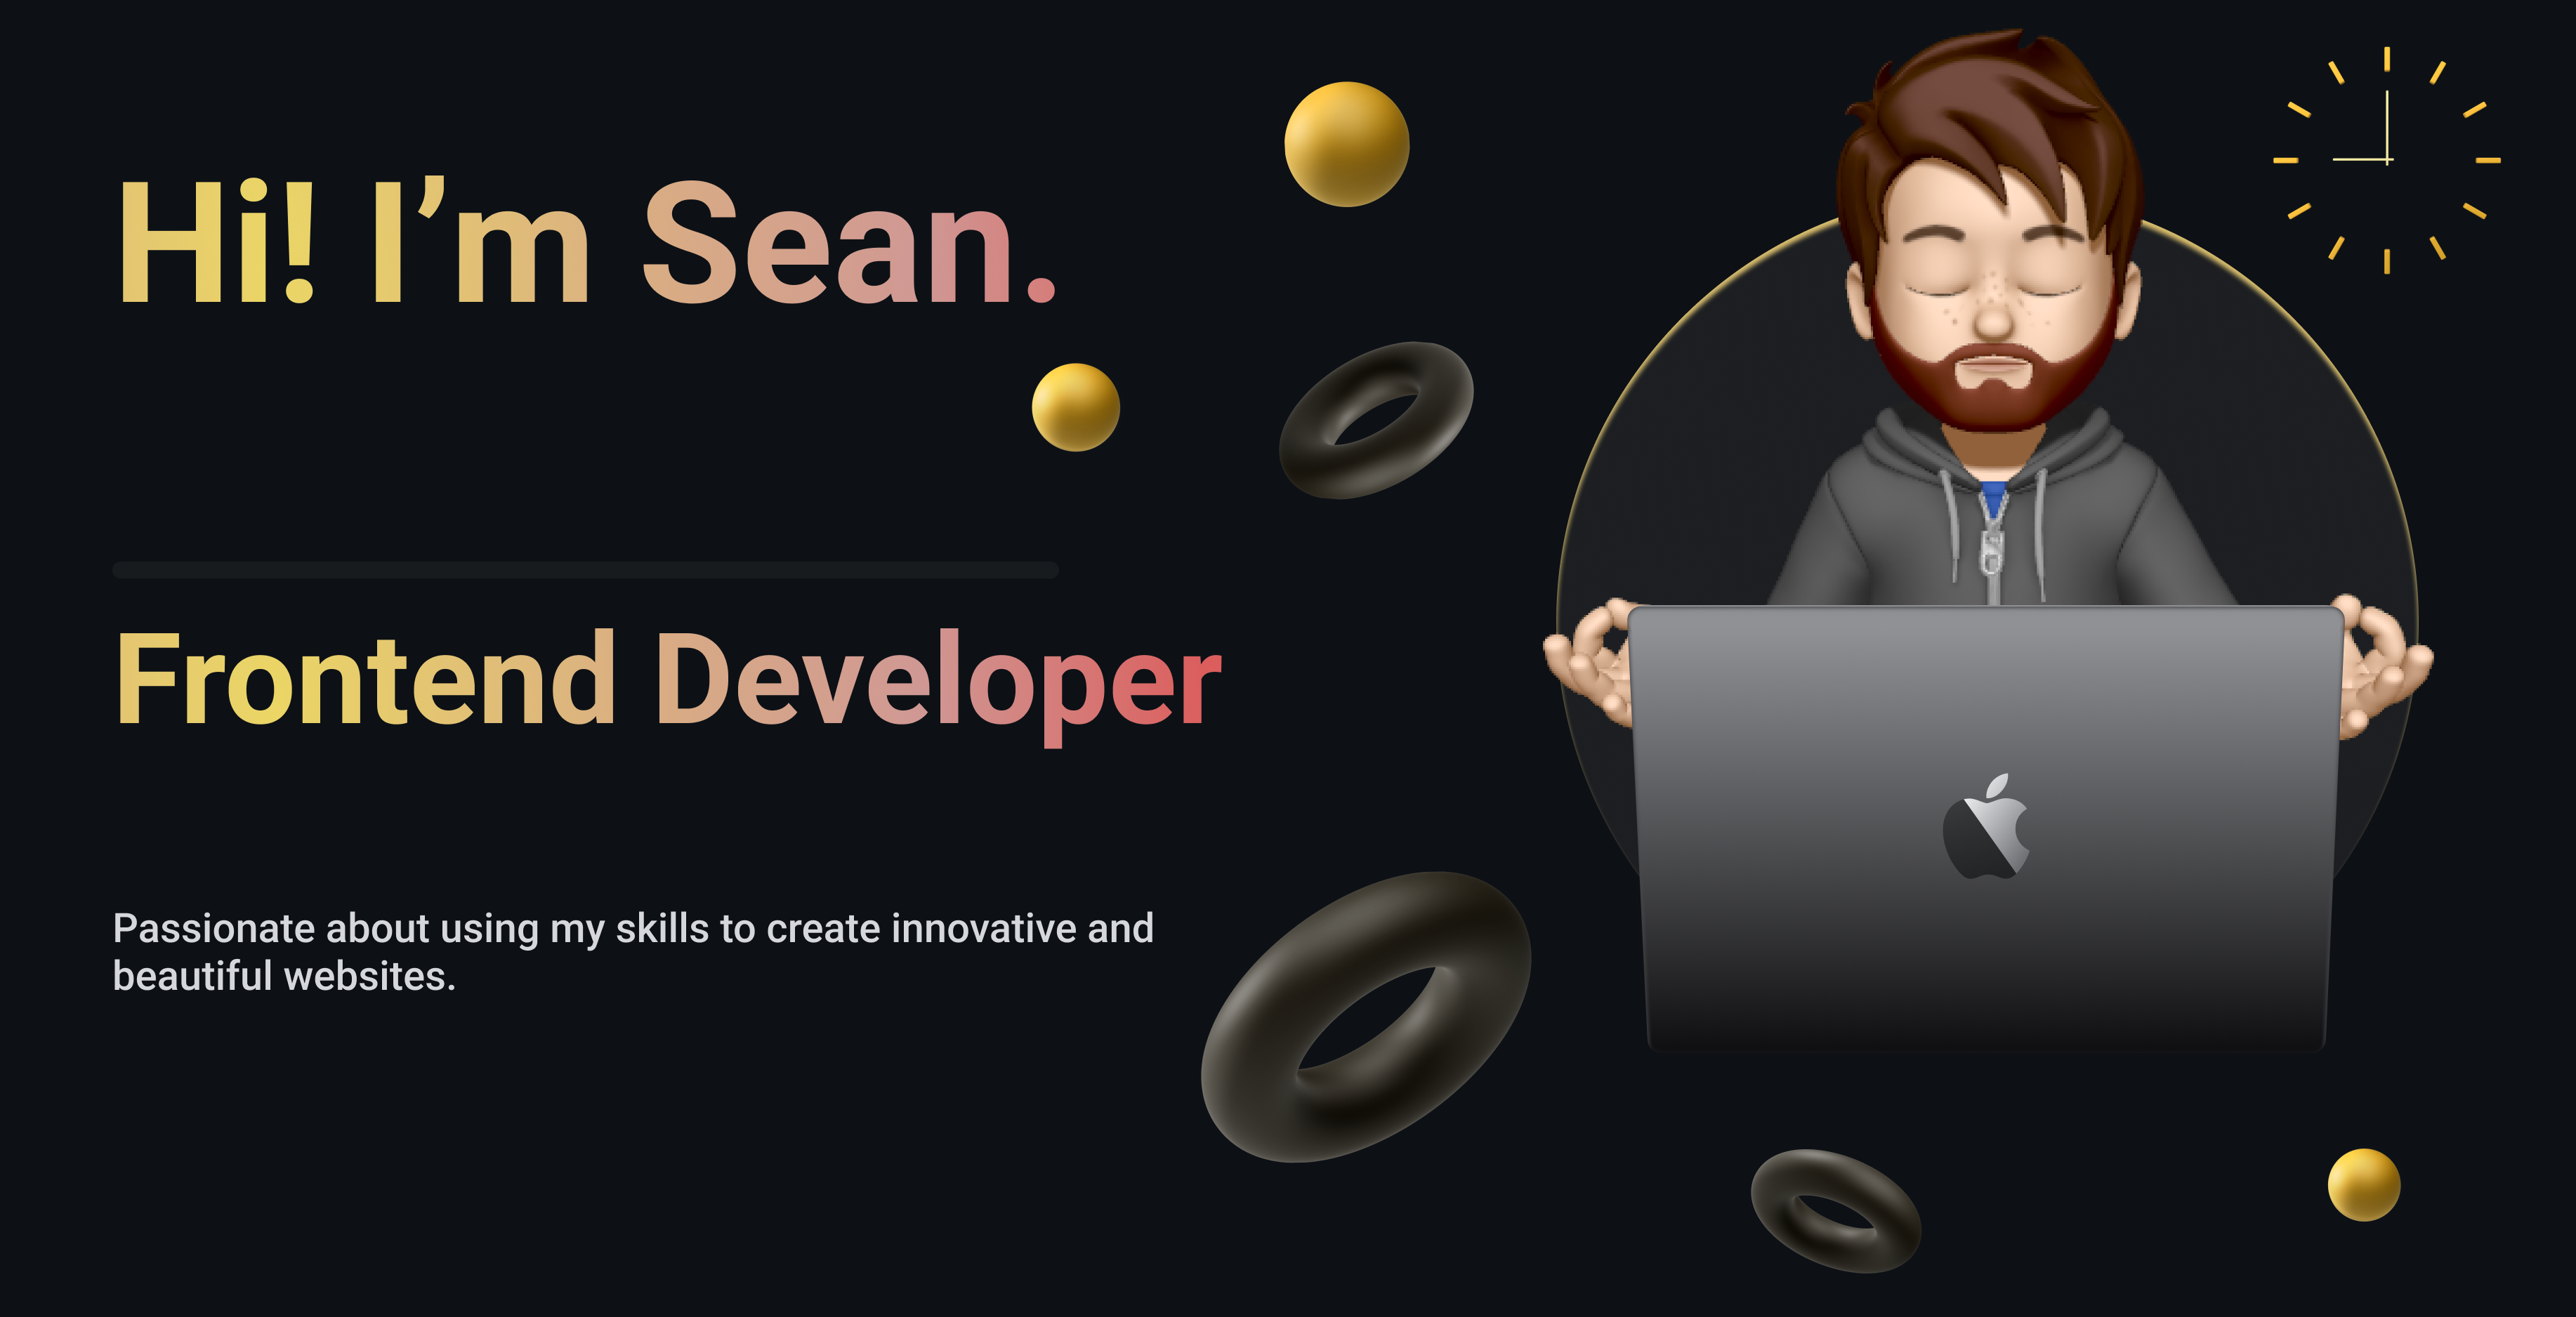 Hi! I’m Sean.
Frontend Developer
Passionate about using my skills to create innovative and
beautiful websites.